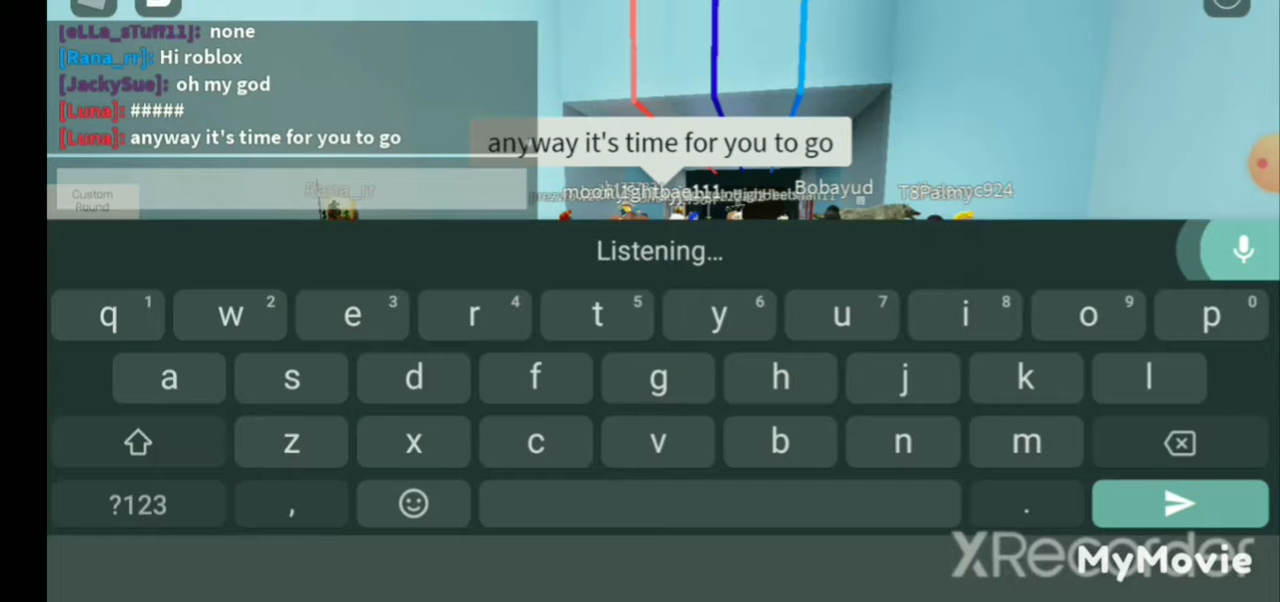 [eLLa_sTuff11]: none
[Rana_rr]: Hi roblox
[JackySue]: oh my god
[Luna]: #####
[Luna]: anyway it's time for you to go
anyway it's time for you to go
Custom
Round
Rana_rr
moonlightbae111
Bobayud
T8Palmyc924
Listening...
q 1 w 2 e 3 r 4 t 5 y 6 u 7 i 8 o 9 p 0
a s d f g h j k l
z x c v b n m
?123 , .
XRecorder
MyMovie